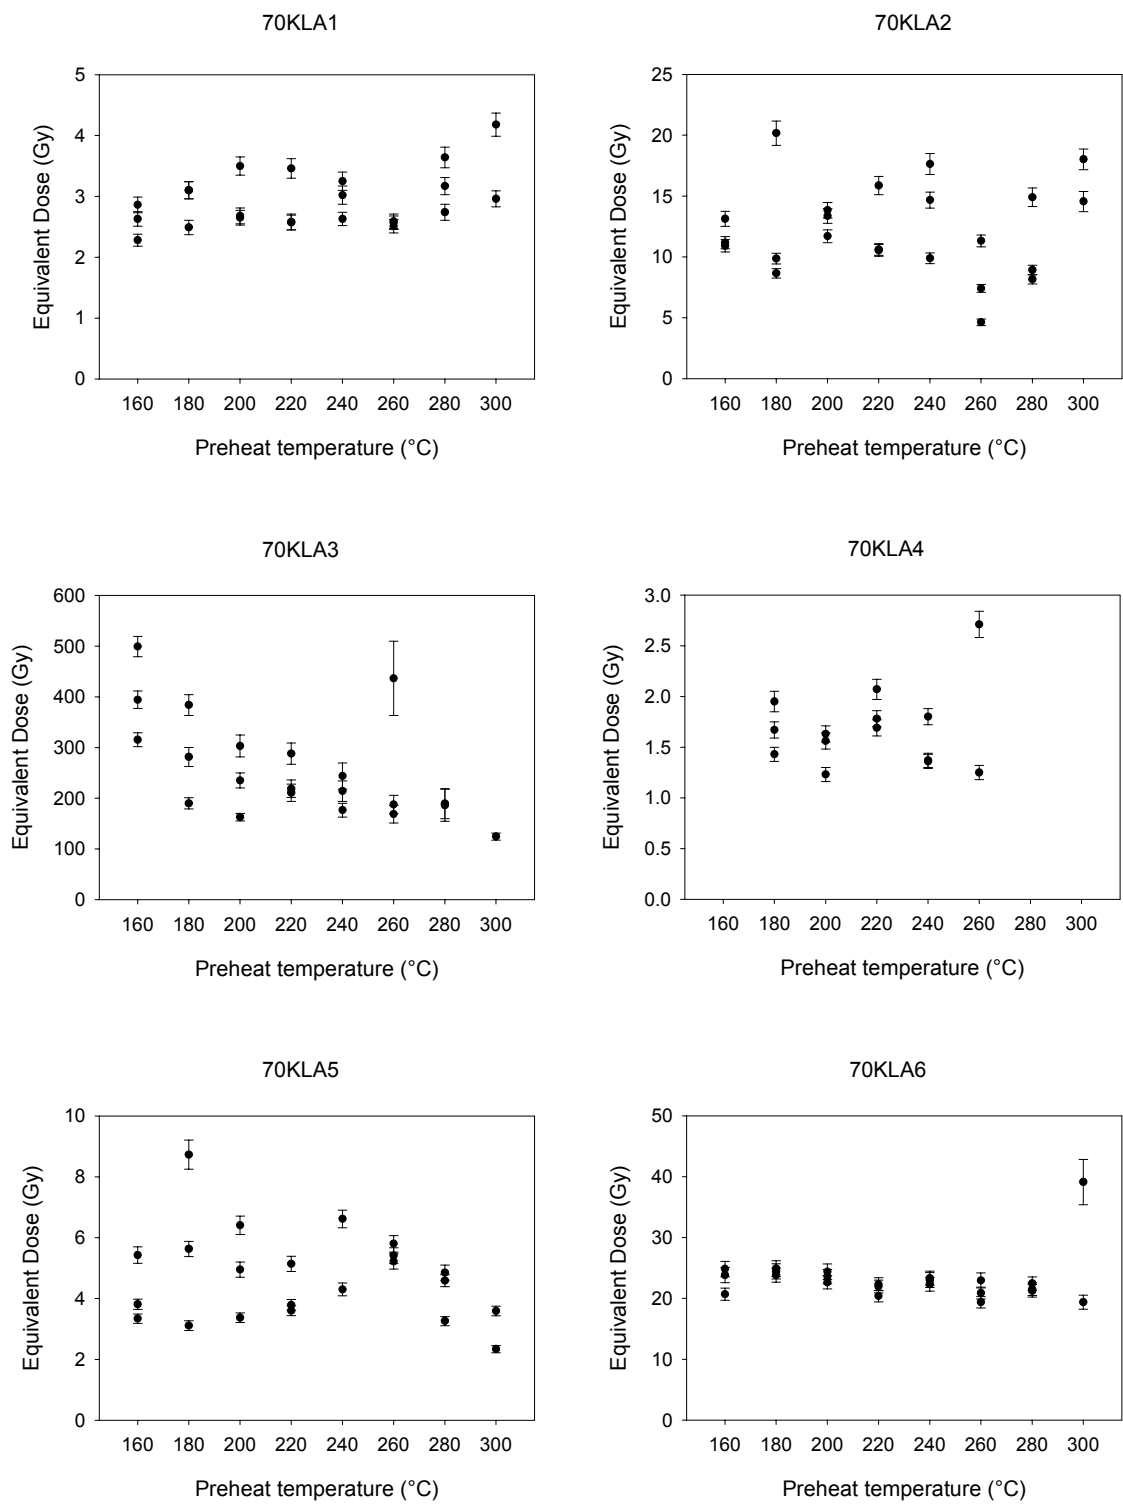 70KLA1
70KLA2
5
4
3
2
1
0
Equivalent Dose (Gy)
160 180 200 220 240 260 280 300
Preheat temperature (°C)
25
20
15
10
5
0
Equivalent Dose (Gy)
160 180 200 220 240 260 280 300
Preheat temperature (°C)
70KLA3
70KLA4
600
500
400
300
200
100
0
Equivalent Dose (Gy)
160 180 200 220 240 260 280 300
Preheat temperature (°C)
3.0
2.5
2.0
1.5
1.0
0.5
0.0
Equivalent Dose (Gy)
160 180 200 220 240 260 280 300
Preheat temperature (°C)
70KLA5
70KLA6
10
8
6
4
2
0
Equivalent Dose (Gy)
160 180 200 220 240 260 280 300
Preheat temperature (°C)
50
40
30
20
10
0
Equivalent Dose (Gy)
160 180 200 220 240 260 280 300
Preheat temperature (°C)